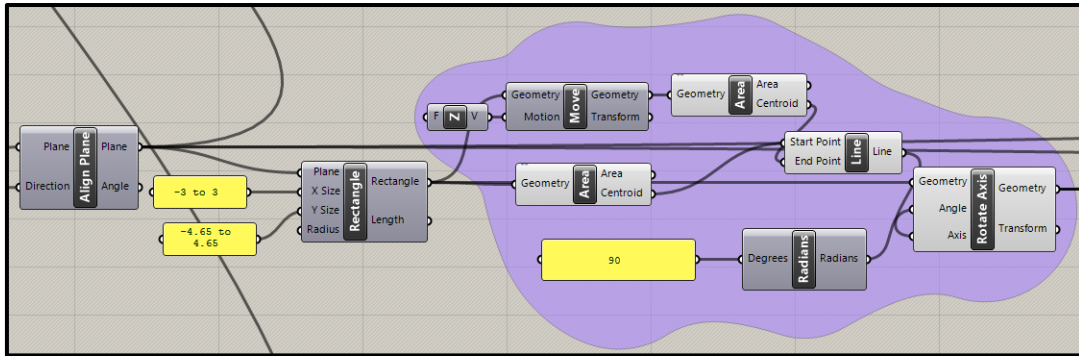 Plane
Direction
Align Plane
Plane
Angle
-3 to 3
-4.65 to
4.65
Plane
X Size
Y Size
Radius
Rectangle
Rectangle
Length
F
Z
V
Geometry
Motion
Move
Geometry
Transform
Geometry
Area
Area
Centroid
Geometry
Area
Area
Centroid
Start Point
End Point
Line
Line
90
Degrees
Radians
Radians
Geometry
Angle
Axis
Rotate Axis
Geometry
Transform